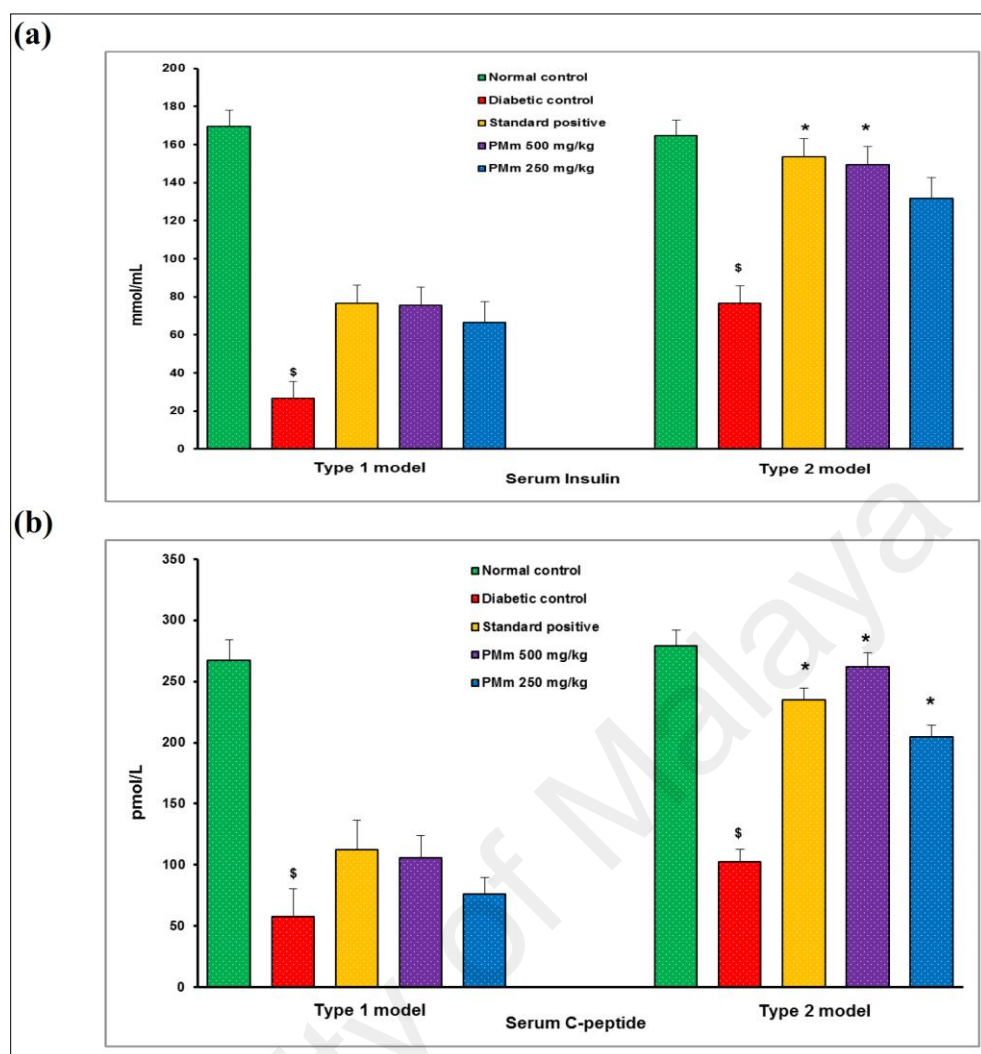 (a)
200
180
160
140
120
100
80
60
40
20
0
mmol/mL
Normal control
Diabetic control
Standard positive
PMm 500 mg/kg
PMm 250 mg/kg
$
$
*
*
Type 1 model
Type 2 model
Serum Insulin
(b)
350
300
250
200
150
100
50
0
pmol/L
Normal control
Diabetic control
Standard positive
PMm 500 mg/kg
PMm 250 mg/kg
$
$
*
*
*
Type 1 model
Type 2 model
Serum C-peptide
of Malaya